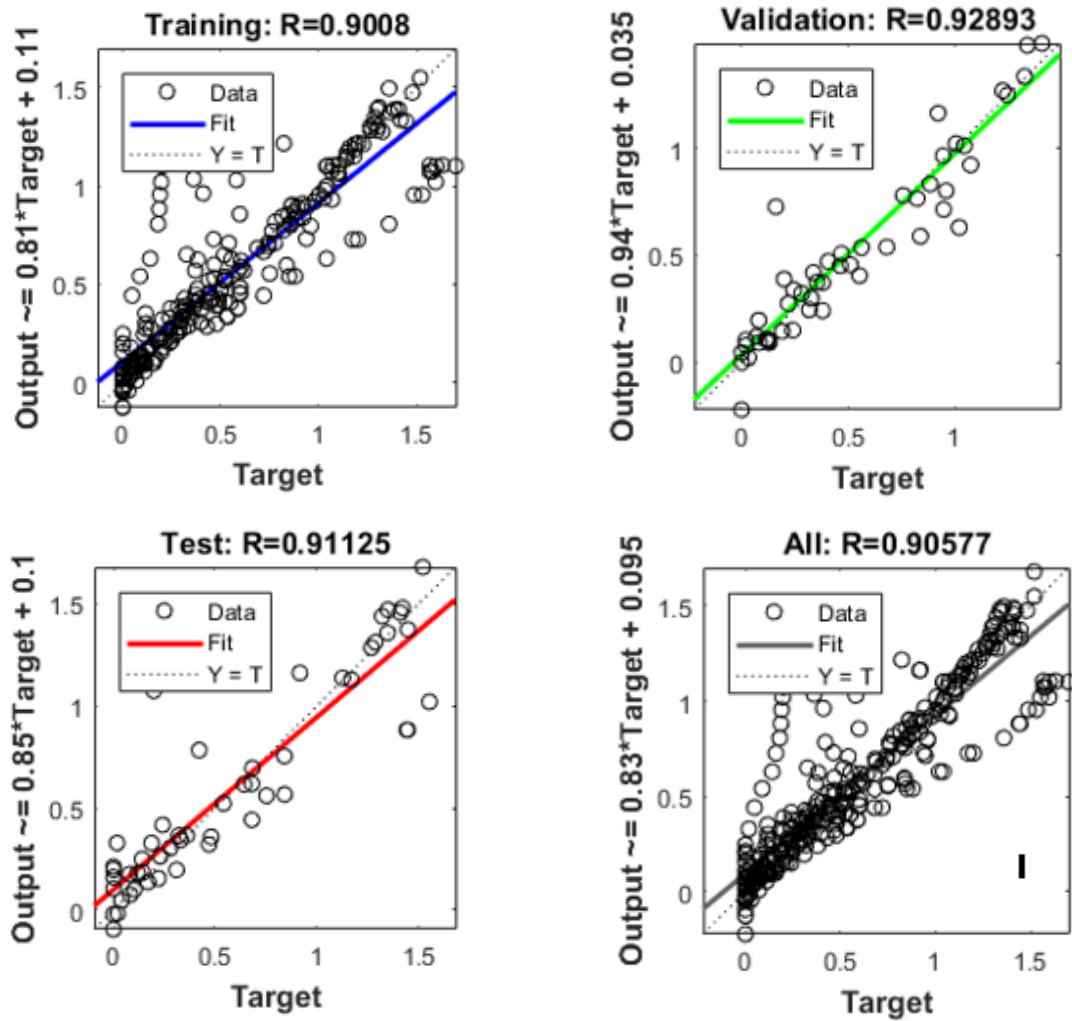 Training: R=0.9008
Output ~= 0.81*Target + 0.11
Data
Fit
Y = T
1.5
1
0.5
0
0
0.5
1
1.5
Target
Validation: R=0.92893
Output ~= 0.94*Target + 0.035
Data
Fit
Y = T
1
0.5
0
0
0.5
1
Target
Test: R=0.91125
Output ~= 0.85*Target + 0.1
Data
Fit
Y = T
1.5
1
0.5
0
0
0.5
1
1.5
Target
All: R=0.90577
Output ~= 0.83*Target + 0.095
Data
Fit
Y = T
1.5
1
0.5
0
0
0.5
1
1.5
Target
I